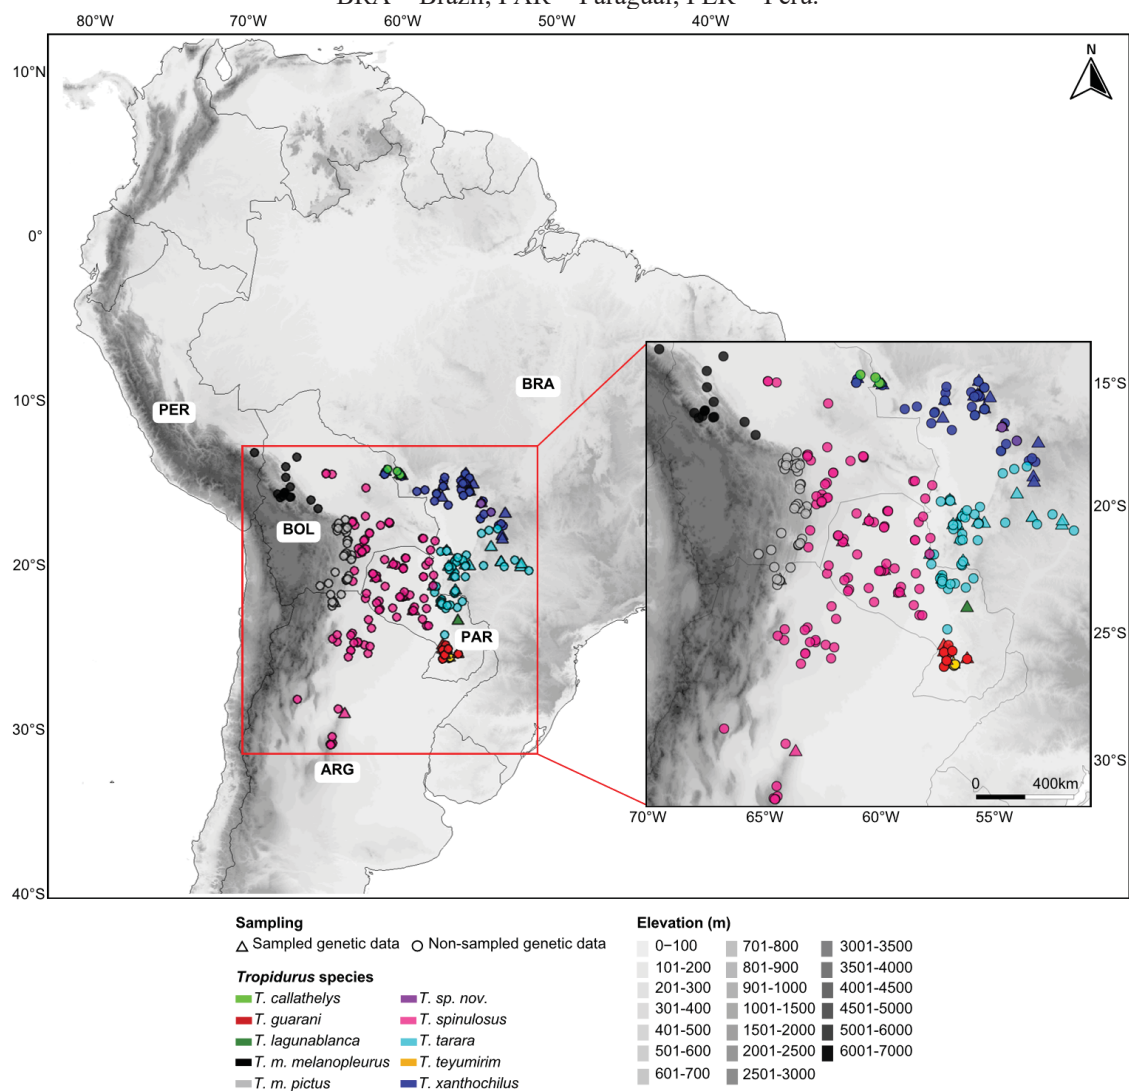 BRA = Brazil; PAR = Paraguai; PER = Peru.
80°W 70°W 60°W 50°W 40°W
N
10°N
0°
10°S
20°S
30°S
40°S
PER
BRA
BOL
PAR
ARG
15°S
20°S
25°S
30°S
0 400km
70°W 65°W 60°W 55°W
Sampling
Sampled genetic data Non-sampled genetic data
Tropidurus species
T. callathelys
T. guarani
T. lagunablanca
T. m. melanopleurus
T. m. pictus
T. sp. nov.
T. spinulosus
T. tarara
T. teyumirim
T. xanthochilus
Elevation (m)
0−100
101-200
201-300
301-400
401-500
501-600
601-700
701-800
801-900
901-1000
1001-1500
1501-2000
2001-2500
2501-3000
3001-3500
3501-4000
4001-4500
4501-5000
5001-6000
6001-7000